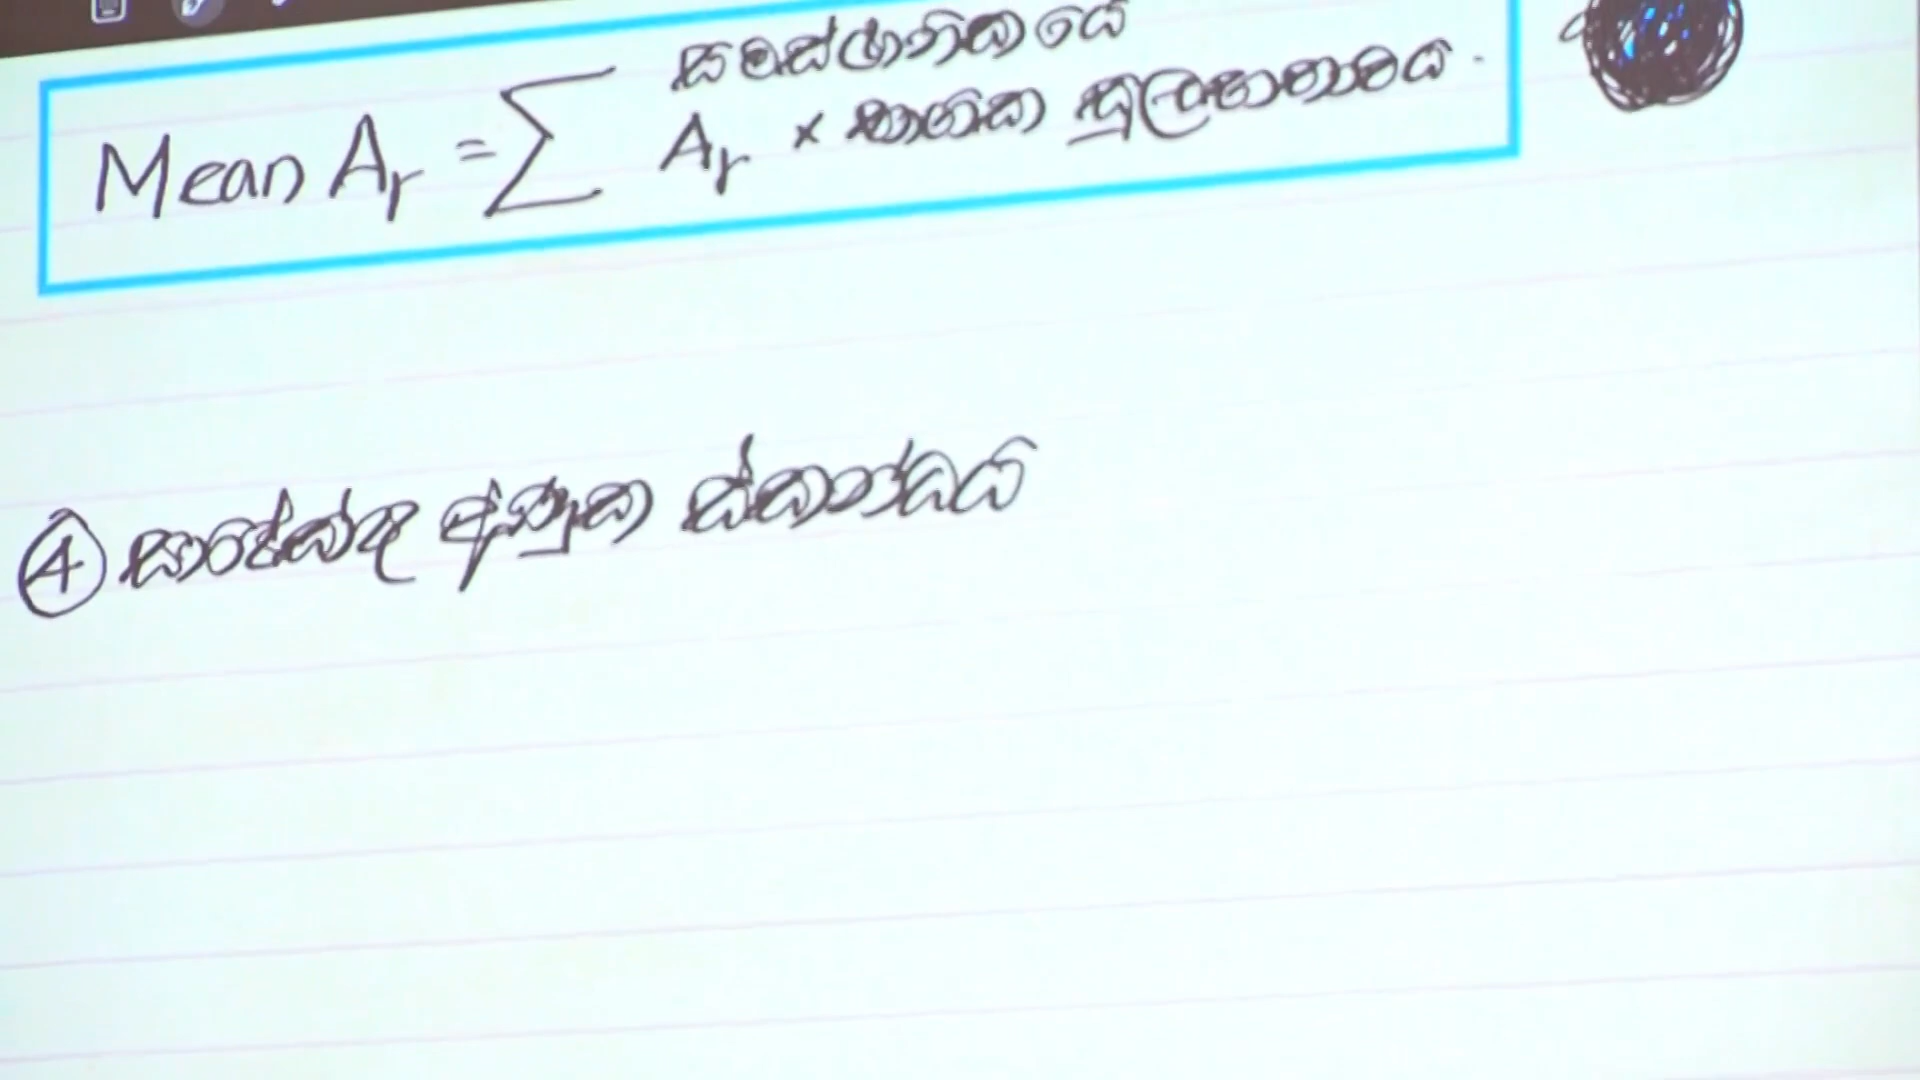 සමස්ථානිකයේ
Mean Ar = ∑ Ar × භාගික සුලභතාවය.
④ සාපේක්ෂ අණුක ස්කන්ධය